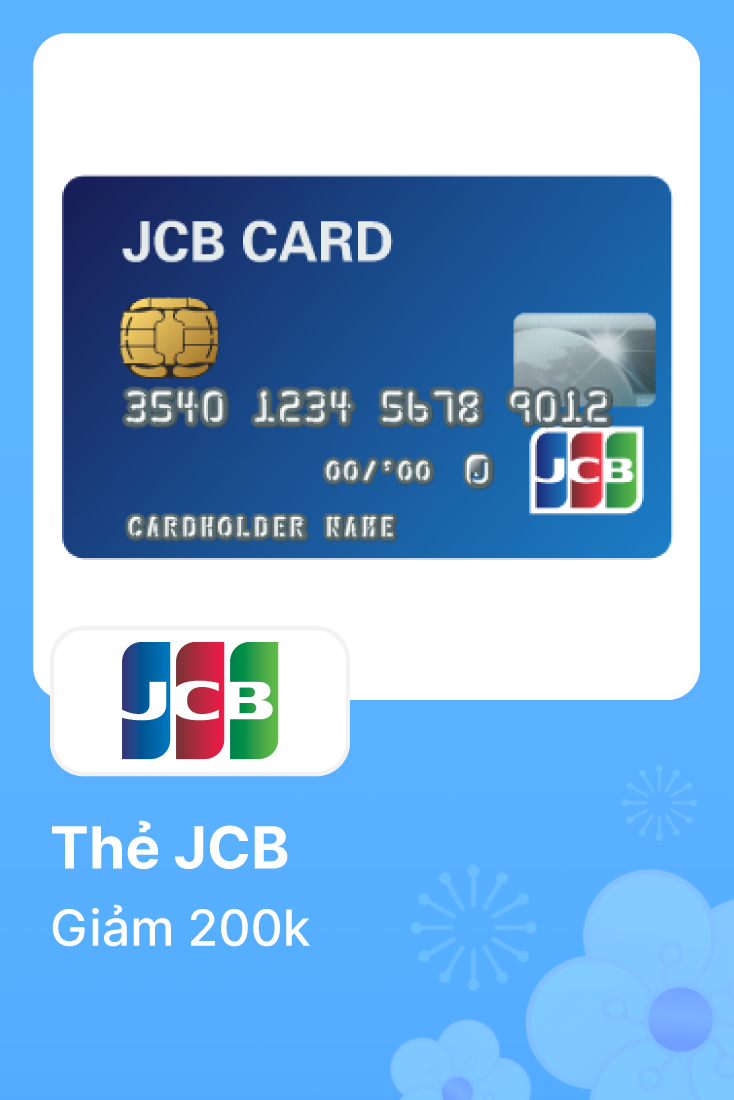 JCB CARD
3540 1234 5678 9012
00/00 J
JCB
CARDHOLDER NAME
JCB
Thẻ JCB
Giảm 200k